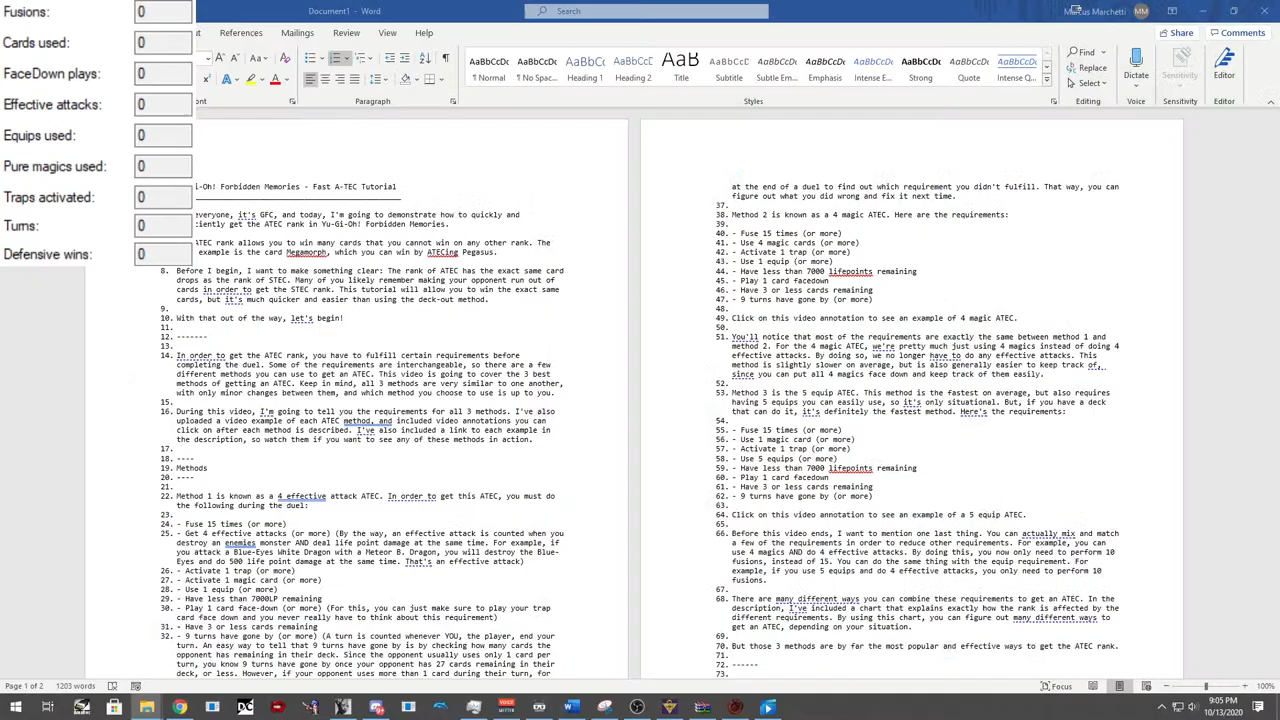 Fusions: 0
Cards used: 0
FaceDown plays: 0
Effective attacks: 0
Equips used: 0
Pure magics used: 0
Traps activated: 0
Turns: 0
Defensive wins: 0
Document1 - Word
Search
Marcus Marchetti
MM
References Mailings Review View Help
Share
Comments
AaBbCcDc AaBbCcDc AaBbCc AaBbCcD AaB AaBbCcD AaBbCcDc AaBbCcDc AaBbCcDc AaBbCcDc AaBbCcDc AaBbCcDc
¶ Normal ¶ No Spac... Heading 1 Heading 2 Title Subtitle Subtle Em... Emphasis Intense E... Strong Quote Intense Q...
Find
Replace
Select
Dictate
Sensitivity
Editor
ont Paragraph Styles Editing Voice Sensitivity Editor
gi-Oh! Forbidden Memories - Fast A-TEC Tutorial
everyone, it's GFC, and today, I'm going to demonstrate how to quickly and
ciently get the ATEC rank in Yu-Gi-Oh! Forbidden Memories.
ATEC rank allows you to win many cards that you cannot win on any other rank. The
example is the card Megamorph, which you can win by ATECing Pegasus.
8. Before I begin, I want to make something clear: The rank of ATEC has the exact same card
drops as the rank of STEC. Many of you likely remember making your opponent run out of
cards in order to get the STEC rank. This tutorial will allow you to win the exact same
cards, but it's much quicker and easier than using the deck-out method.
9.
10. With that out of the way, let's begin!
11.
12. -------
13.
14. In order to get the ATEC rank, you have to fulfill certain requirements before
completing the duel. Some of the requirements are interchangeable, so there are a few
different methods you can use to get an ATEC. This is going to cover the 3 best
methods of getting an ATEC. Keep in mind, all 3 methods are very similar to one another,
with only minor changes between them, and which method you choose to use is up to you.
15.
16. During this video, I'm going to tell you the requirements for all 3 methods. I've also
uploaded a video example of each ATEC method, and included video annotations you can
click on after each method is described. I've also included a link to each example in
the description, so watch them if you want to see any of these methods in action.
17.
18. ----
19. Methods
20. ----
21.
22. Method 1 is known as a 4 effective attack ATEC. In order to get this ATEC, you must do
the following during the duel:
23.
24. - Fuse 15 times (or more)
25. - Get 4 effective attacks (or more) (By the way, an effective attack is counted when you
destroy an enemies monster AND deal life point damage at the same time. For example, if
you attack a Blue-Eyes White Dragon with a Meteor B. Dragon, you will destroy the Blue-
Eyes and do 500 life point damage at the same time. That's an effective attack)
26. - Activate 1 trap (or more)
27. - Activate 1 magic card (or more)
28. - Use 1 equip (or more)
29. - Have less than 7000LP remaining
30. - Play 1 card face-down (or more) (For this, you can just make sure to play your trap
card face down and you never really have to think about this requirement)
31. - Have 3 or less cards remaining
32. - 9 turns have gone by (or more) (A turn is counted whenever YOU, the player, end your
turn. An easy way to tell that 9 turns have gone by is by checking how many cards the
opponent has remaining in their deck. Since the opponent usually uses only 1 card per
turn, you know 9 turns have gone by once your opponent has 27 cards remaining in their
deck, or less. However, if your opponent uses more than 1 card during their turn, for
at the end of a duel to find out which requirement you didn't fulfill. That way, you can
figure out what you did wrong and fix it next time.
37.
38. Method 2 is known as a 4 magic ATEC. Here are the requirements:
39.
40. - Fuse 15 times (or more)
41. - Use 4 magic cards (or more)
42. - Activate 1 trap (or more)
43. - Use 1 equip (or more)
44. - Have less than 7000 lifepoints remaining
45. - Play 1 card facedown
46. - Have 3 or less cards remaining
47. - 9 turns have gone by (or more)
48.
49. Click on this video annotation to see an example of 4 magic ATEC.
50.
51. You'll notice that most of the requirements are exactly the same between method 1 and
method 2. For the 4 magic ATEC, we're pretty much just using 4 magics instead of doing 4
effective attacks. By doing so, we no longer have to do any effective attacks. This
method is slightly slower on average, but is also generally easier to keep track of,
since you can put all 4 magics face down and keep track of them easily.
52.
53. Method 3 is the 5 equip ATEC. This method is the fastest on average, but also requires
having 5 equips you can easily use, so it's only situational. But, if you have a deck
that can do it, it's definitely the fastest method. Here's the requirements:
54.
55. - Fuse 15 times (or more)
56. - Use 1 magic card (or more)
57. - Activate 1 trap (or more)
58. - Use 5 equips (or more)
59. - Have less than 7000 lifepoints remaining
60. - Play 1 card facedown
61. - Have 3 or less cards remaining
62. - 9 turns have gone by (or more)
63.
64. Click on this video annotation to see an example of a 5 equip ATEC.
65.
66. Before this video ends, I want to mention one last thing. You can actually mix and match
a few of the requirements in order to reduce other requirements. For example, you can
use 4 magics AND do 4 effective attacks. By doing this, you now only need to perform 10
fusions, instead of 15. You can do the same thing with the equip requirement. For
example, if you use 5 equips and do 4 effective attacks, you only need to perform 10
fusions.
67.
68. There are many different ways you can combine these requirements to get an ATEC. In the
description, I've included a chart that explains exactly how the rank is affected by the
different requirements. By using this chart, you can figure out many different ways to
get an ATEC, depending on your situation.
69.
70. But those 3 methods are by far the most popular and effective ways to get the ATEC rank.
71.
72. ------
73.
Page 1 of 2 1203 words
Focus
100%
9:05 PM
10/13/2020